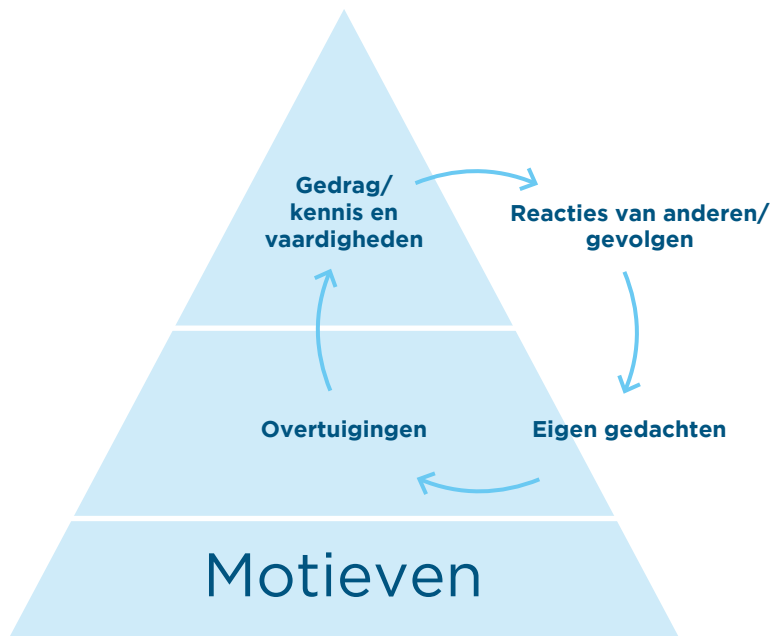 Gedrag/
kennis en
vaardigheden
Reacties van anderen/
gevolgen
Overtuigingen
Eigen gedachten
Motieven